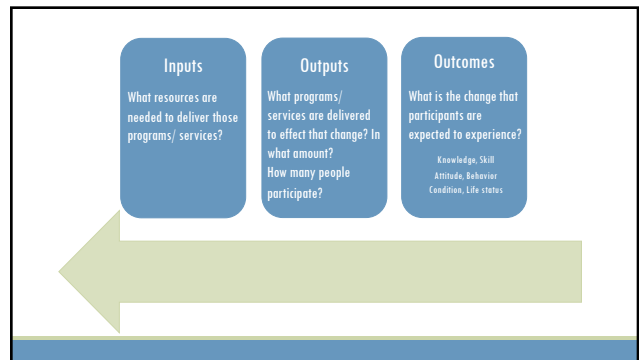 Inputs
What resources are
needed to deliver those
programs/ services?
Outputs
What programs/
services are delivered
to effect that change? In
what amount?
How many people
participate?
Outcomes
What is the change that
participants are
expected to experience?
Knowledge, Skill
Attitude, Behavior
Condition, Life status